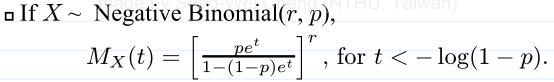 If X ~ Negative Binomial(r, p),
M_X(t) = [pe^t / 1−(1−p)e^t]^r , for t < − log(1 − p).